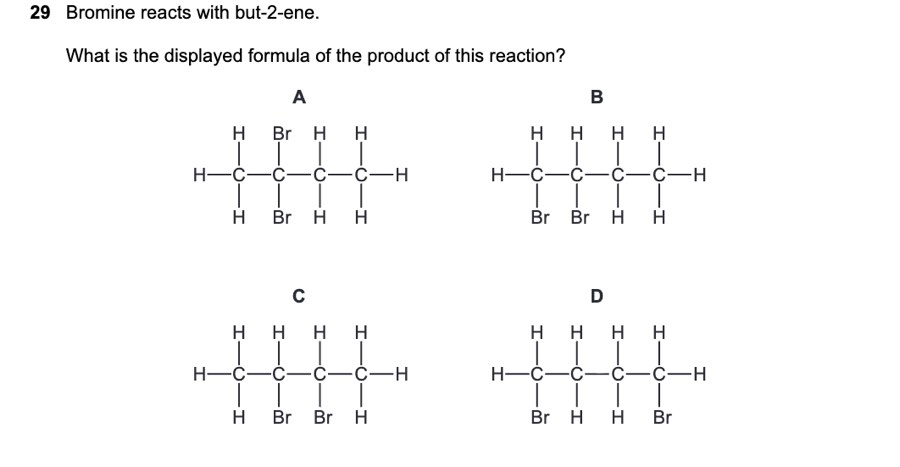 29 Bromine reacts with but-2-ene.
What is the displayed formula of the product of this reaction?
A
H Br H H
H C C C C H
H Br H H
B
H H H H
H C C C C H
Br Br H H
C
H H H H
H C C C C H
H Br Br H
D
H H H H
H C C C C H
Br H H Br